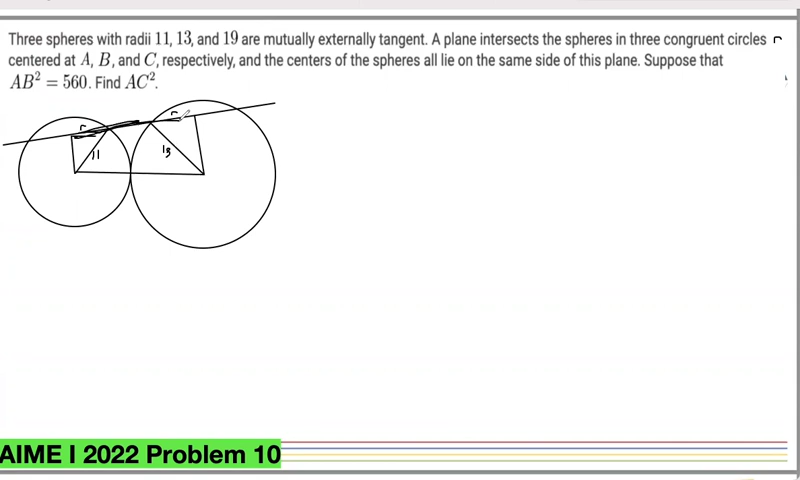 Three spheres with radii 11, 13, and 19 are mutually externally tangent. A plane intersects the spheres in three congruent circles r
centered at A, B, and C, respectively, and the centers of the spheres all lie on the same side of this plane. Suppose that
AB² = 560. Find AC².
r
r
11
13
AIME I 2022 Problem 10